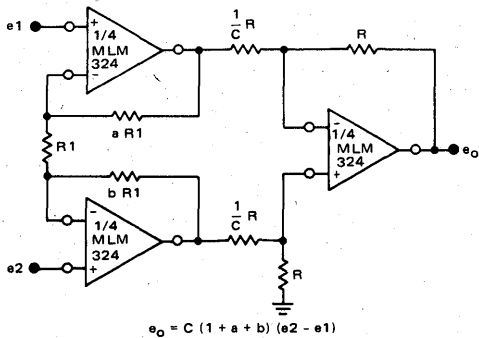 e1
+
1/4
MLM
324
−
1/C R
R
a R1
R1
b R1
−
1/4
MLM
324
+
e2
−
1/4
MLM
324
+
eo
1/C R
R
eo = C (1 + a + b) (e2 − e1)